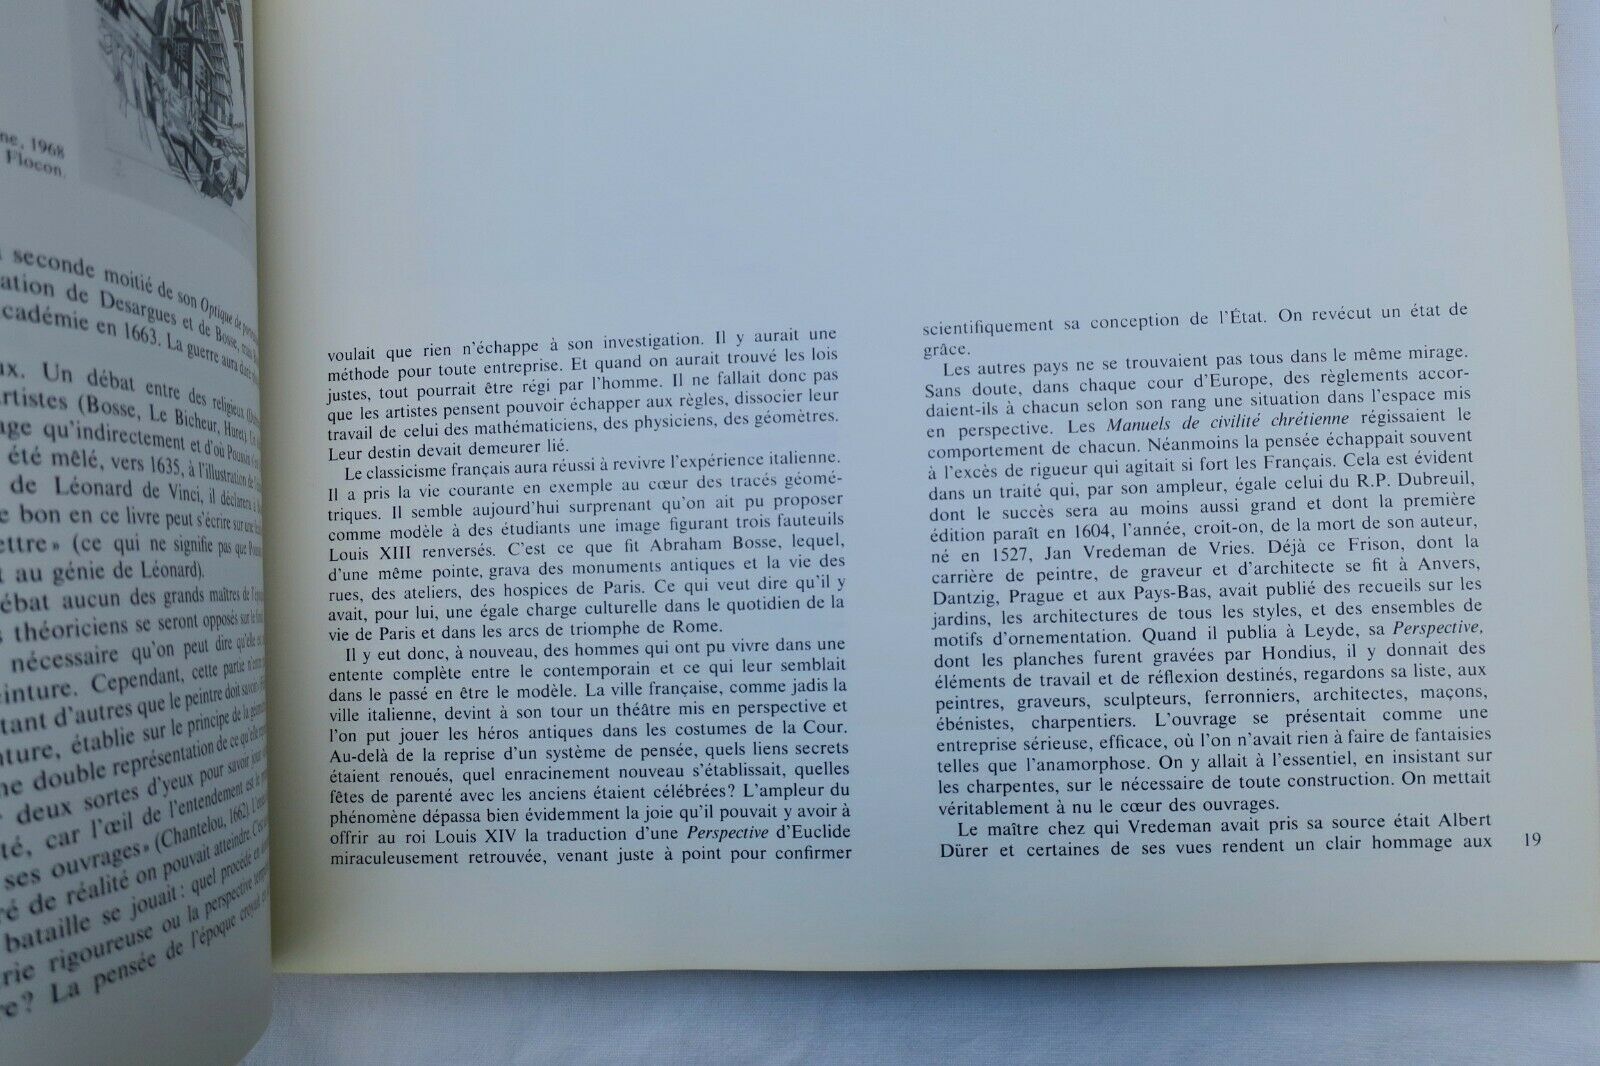 ne, 1968
Flocon.
seconde moitié de son Optique de
ation de Desargues et de Bosse, mais
cadémie en 1663. La guerre aura duré
ux. Un débat entre des religieux
rtistes (Bosse, Le Bicheur, Huret).
age qu'indirectement et d'où Poussin
été mêlé, vers 1635, à l'illustration de
de Léonard de Vinci, il déclarera à
e bon en ce livre peut s'écrire sur une
ettre» (ce qui ne signifie pas que
t au génie de Léonard).
ébat aucun des grands maîtres de
s théoriciens se seront opposés sur le
nécessaire qu'on peut dire qu'elle
einture. Cependant, cette partie n'entre
tant d'autres que le peintre doit savoir
nture, établie sur le principe de la
ne double représentation de ce qu'elle
deux sortes d'yeux pour savoir
té, car l'œil de l'entendement est le
ses ouvrages» (Chantelou, 1662).
ré de réalité on pouvait atteindre. C'est
bataille se jouait : quel procédé en
rie rigoureuse ou la perspective
re? La pensée de l'époque croyait
voulait que rien n'échappe à son investigation. Il y aurait une
méthode pour toute entreprise. Et quand on aurait trouvé les lois
justes, tout pourrait être régi par l'homme. Il ne fallait donc pas
que les artistes pensent pouvoir échapper aux règles, dissocier leur
travail de celui des mathématiciens, des physiciens, des géomètres.
Leur destin devait demeurer lié.
Le classicisme français aura réussi à revivre l'expérience italienne.
Il a pris la vie courante en exemple au cœur des tracés géomé-
triques. Il semble aujourd'hui surprenant qu'on ait pu proposer
comme modèle à des étudiants une image figurant trois fauteuils
Louis XIII renversés. C'est ce que fit Abraham Bosse, lequel,
d'une même pointe, grava des monuments antiques et la vie des
rues, des ateliers, des hospices de Paris. Ce qui veut dire qu'il y
avait, pour lui, une égale charge culturelle dans le quotidien de la
vie de Paris et dans les arcs de triomphe de Rome.
Il y eut donc, à nouveau, des hommes qui ont pu vivre dans une
entente complète entre le contemporain et ce qui leur semblait
dans le passé en être le modèle. La ville française, comme jadis la
ville italienne, devint à son tour un théâtre mis en perspective et
l'on put jouer les héros antiques dans les costumes de la Cour.
Au-delà de la reprise d'un système de pensée, quels liens secrets
étaient renoués, quel enracinement nouveau s'établissait, quelles
fêtes de parenté avec les anciens étaient célébrées? L'ampleur du
phénomène dépassa bien évidemment la joie qu'il pouvait y avoir à
offrir au roi Louis XIV la traduction d'une Perspective d'Euclide
miraculeusement retrouvée, venant juste à point pour confirmer
scientifiquement sa conception de l'État. On revécut un état de
grâce.
Les autres pays ne se trouvaient pas tous dans le même mirage.
Sans doute, dans chaque cour d'Europe, des règlements accor-
daient-ils à chacun selon son rang une situation dans l'espace mis
en perspective. Les Manuels de civilité chrétienne régissaient le
comportement de chacun. Néanmoins la pensée échappait souvent
à l'excès de rigueur qui agitait si fort les Français. Cela est évident
dans un traité qui, par son ampleur, égale celui du R.P. Dubreuil,
dont le succès sera au moins aussi grand et dont la première
édition paraît en 1604, l'année, croit-on, de la mort de son auteur,
né en 1527, Jan Vredeman de Vries. Déjà ce Frison, dont la
carrière de peintre, de graveur et d'architecte se fit à Anvers,
Dantzig, Prague et aux Pays-Bas, avait publié des recueils sur les
jardins, les architectures de tous les styles, et des ensembles de
motifs d'ornementation. Quand il publia à Leyde, sa Perspective,
dont les planches furent gravées par Hondius, il y donnait des
éléments de travail et de réflexion destinés, regardons sa liste, aux
peintres, graveurs, sculpteurs, ferronniers, architectes, maçons,
ébénistes, charpentiers. L'ouvrage se présentait comme une
entreprise sérieuse, efficace, où l'on n'avait rien à faire de fantaisies
telles que l'anamorphose. On y allait à l'essentiel, en insistant sur
les charpentes, sur le nécessaire de toute construction. On mettait
véritablement à nu le cœur des ouvrages.
Le maître chez qui Vredeman avait pris sa source était Albert
Dürer et certaines de ses vues rendent un clair hommage aux
19